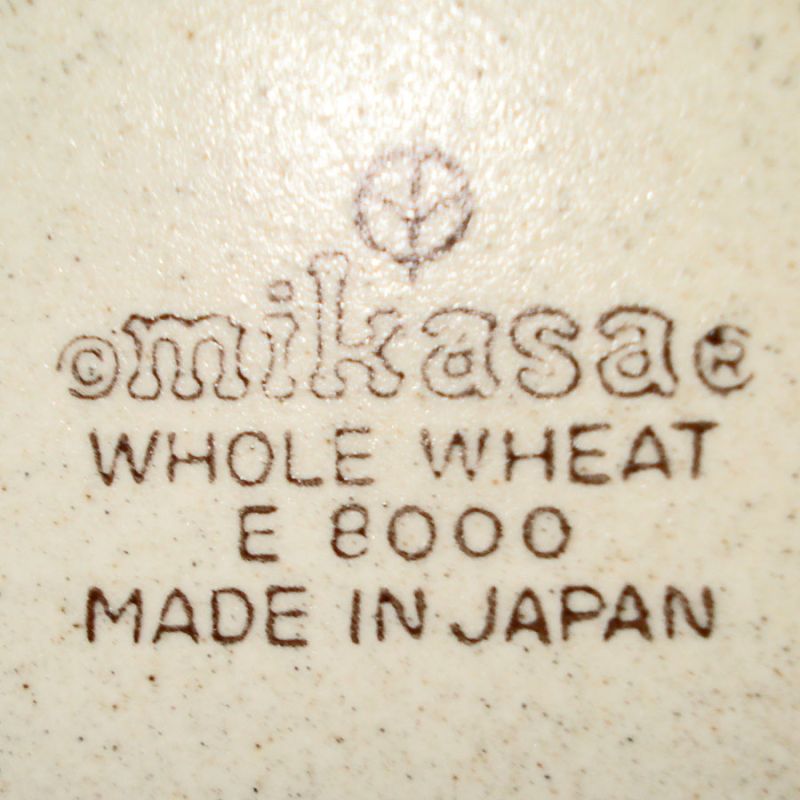 ©mikasa®
WHOLE WHEAT
E 8000
MADE IN JAPAN